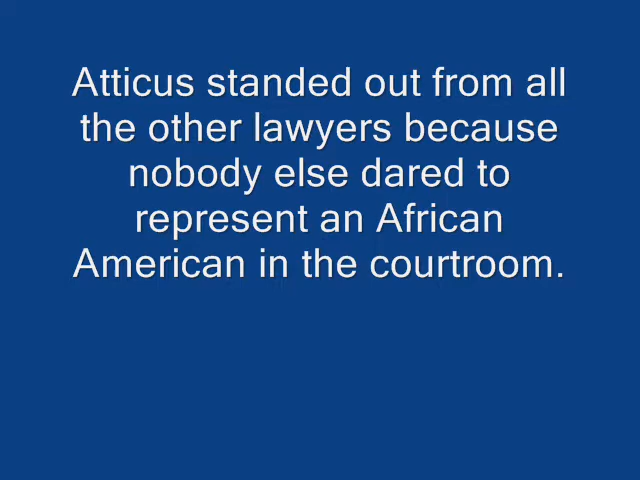 Atticus standed out from all
the other lawyers because
nobody else dared to
represent an African
American in the courtroom.